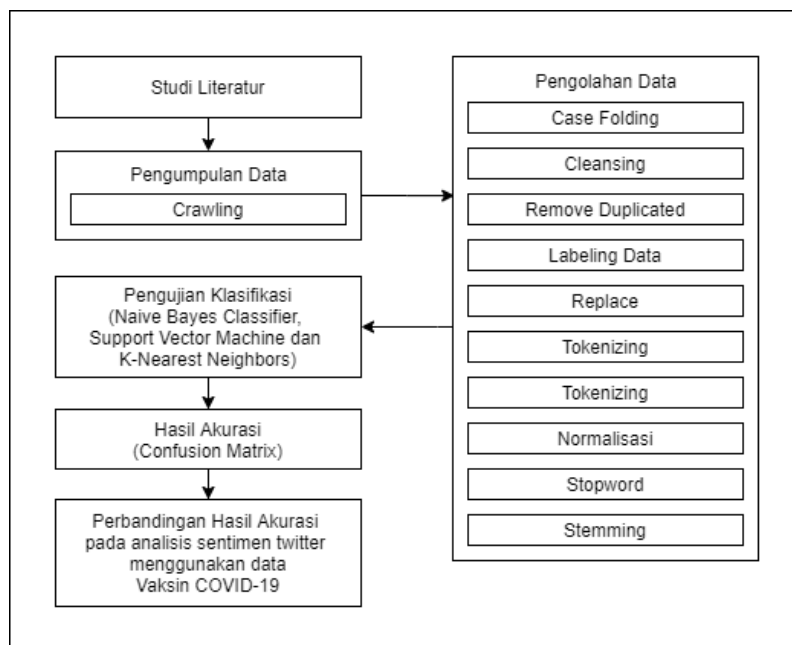 Studi Literatur
Pengumpulan Data
Crawling
Pengolahan Data
Case Folding
Cleansing
Remove Duplicated
Labeling Data
Replace
Tokenizing
Tokenizing
Normalisasi
Stopword
Stemming
Pengujian Klasifikasi
(Naive Bayes Classifier,
Support Vector Machine dan
K-Nearest Neighbors)
Hasil Akurasi
(Confusion Matrix)
Perbandingan Hasil Akurasi
pada analisis sentimen twitter
menggunakan data
Vaksin COVID-19